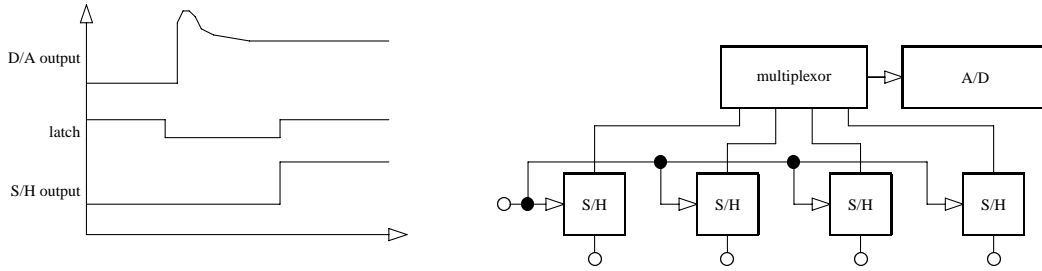 D/A output
latch
S/H output
multiplexor
A/D
S/H
S/H
S/H
S/H